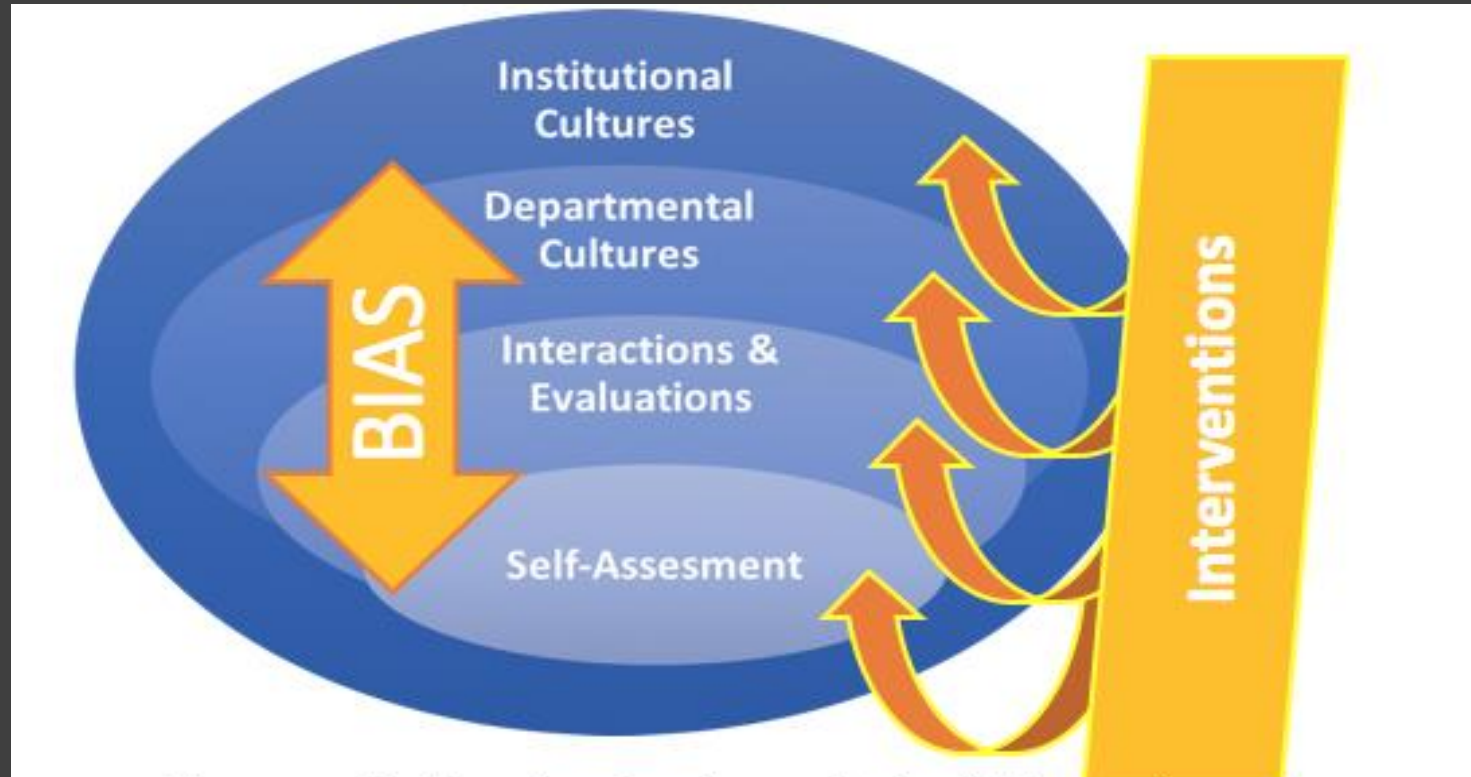 Institutional
Cultures
Departmental
Cultures
BIAS
Interactions &
Evaluations
Self-Assesment
Interventions